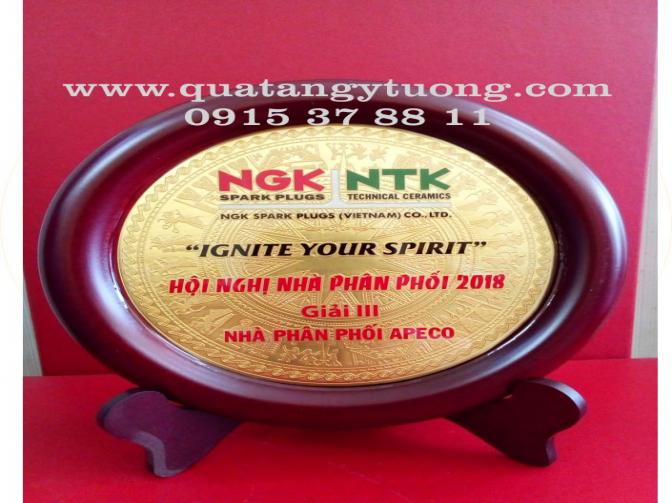 www.quatangytuong.com
0915 37 88 11
NGK NTK
SPARK PLUGS TECHNICAL CERAMICS
NGK SPARK PLUGS (VIETNAM) CO., LTD.
“IGNITE YOUR SPIRIT”
HỘI NGHỊ NHÀ PHÂN PHỐI 2018
Giải III
NHÀ PHÂN PHỐI APECO